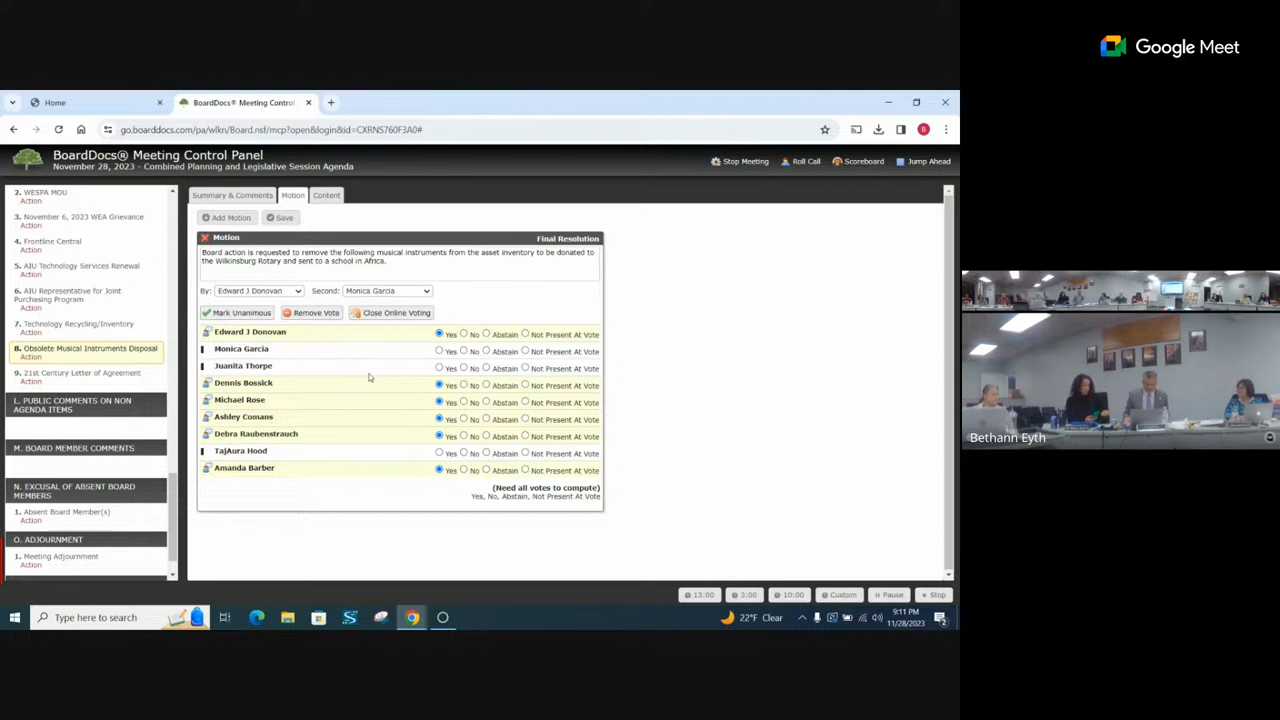 Google Meet
Home
BoardDocs® Meeting Control Panel
go.boarddocs.com/pa/wlkn/Board.nsf/mcp?open&login&id=CXRNS760F3A0#
BoardDocs® Meeting Control Panel
November 28, 2023 - Combined Planning and Legislative Session Agenda
Stop Meeting Roll Call Scoreboard Jump Ahead
2. WESPA MOU
Action
3. November 6, 2023 WEA Grievance
Action
4. Frontline Central
Action
5. AIU Technology Services Renewal
Action
6. AIU Representative for Joint
Purchasing Program
Action
7. Technology Recycling/Inventory
Action
8. Obsolete Musical Instruments Disposal
Action
9. 21st Century Letter of Agreement
Action
L. PUBLIC COMMENTS ON NON
AGENDA ITEMS
M. BOARD MEMBER COMMENTS
N. EXCUSAL OF ABSENT BOARD
MEMBERS
1. Absent Board Member(s)
Action
O. ADJOURNMENT
1. Meeting Adjournment
Action
Summary & Comments Motion Content
Add Motion Save
Motion Final Resolution
Board action is requested to remove the following musical instruments from the asset inventory to be donated to
the Wilkinsburg Rotary and sent to a school in Africa.
By: Edward J Donovan Second: Monica Garcia
Mark Unanimous Remove Vote Close Online Voting
Edward J Donovan Yes No Abstain Not Present At Vote
Monica Garcia Yes No Abstain Not Present At Vote
Juanita Thorpe Yes No Abstain Not Present At Vote
Dennis Bossick Yes No Abstain Not Present At Vote
Michael Rose Yes No Abstain Not Present At Vote
Ashley Comans Yes No Abstain Not Present At Vote
Debra Raubenstrauch Yes No Abstain Not Present At Vote
TajAura Hood Yes No Abstain Not Present At Vote
Amanda Barber Yes No Abstain Not Present At Vote
(Need all votes to compute)
Yes, No, Abstain, Not Present At Vote
13:00 3:00 10:00 Custom Pause Stop
Type here to search
22°F Clear
9:11 PM
11/28/2023
2
B
Bethann Eyth